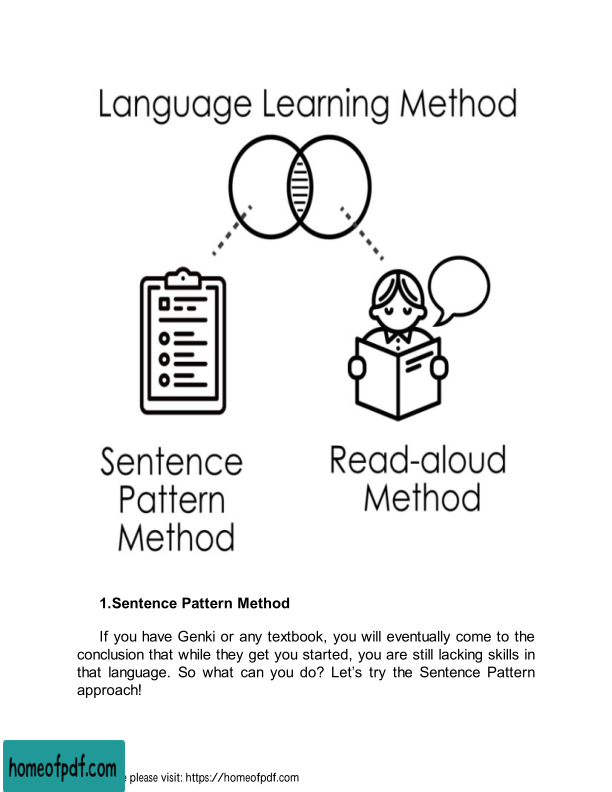 Language Learning Method
Sentence
Pattern
Method
Read-aloud
Method
1.Sentence Pattern Method
If you have Genki or any textbook, you will eventually come to the
conclusion that while they get you started, you are still lacking skills in
that language. So what can you do? Let’s try the Sentence Pattern
approach!
homeofpdf.com
please visit: https://homeofpdf.com